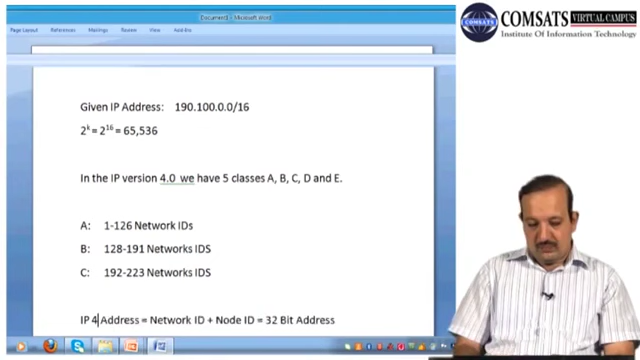 Document1 - Microsoft Word
Page Layout References Mailings Review View Add-Ins
COMSATS VIRTUAL CAMPUS
Institute Of Information Technology
COMSATS
Given IP Address: 190.100.0.0/16
2ᵏ = 2¹⁶ = 65,536
In the IP version 4.0 we have 5 classes A, B, C, D and E.
A: 1-126 Network IDs
B: 128-191 Networks IDS
C: 192-223 Networks IDS
IP 4 Address = Network ID + Node ID = 32 Bit Address